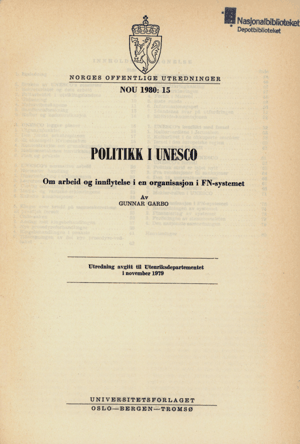 Nasjonalbiblioteket
Depotbiblioteket
NORGES OFFENTLIGE UTREDNINGER
NOU 1980: 15
POLITIKK I UNESCO
Om arbeid og innflytelse i en organisasjon i FN-systemet
Av
GUNNAR GARBO
Utredning avgitt til Utenriksdepartementet
i november 1979
UNIVERSITETSFORLAGET
OSLO—BERGEN—TROMSØ